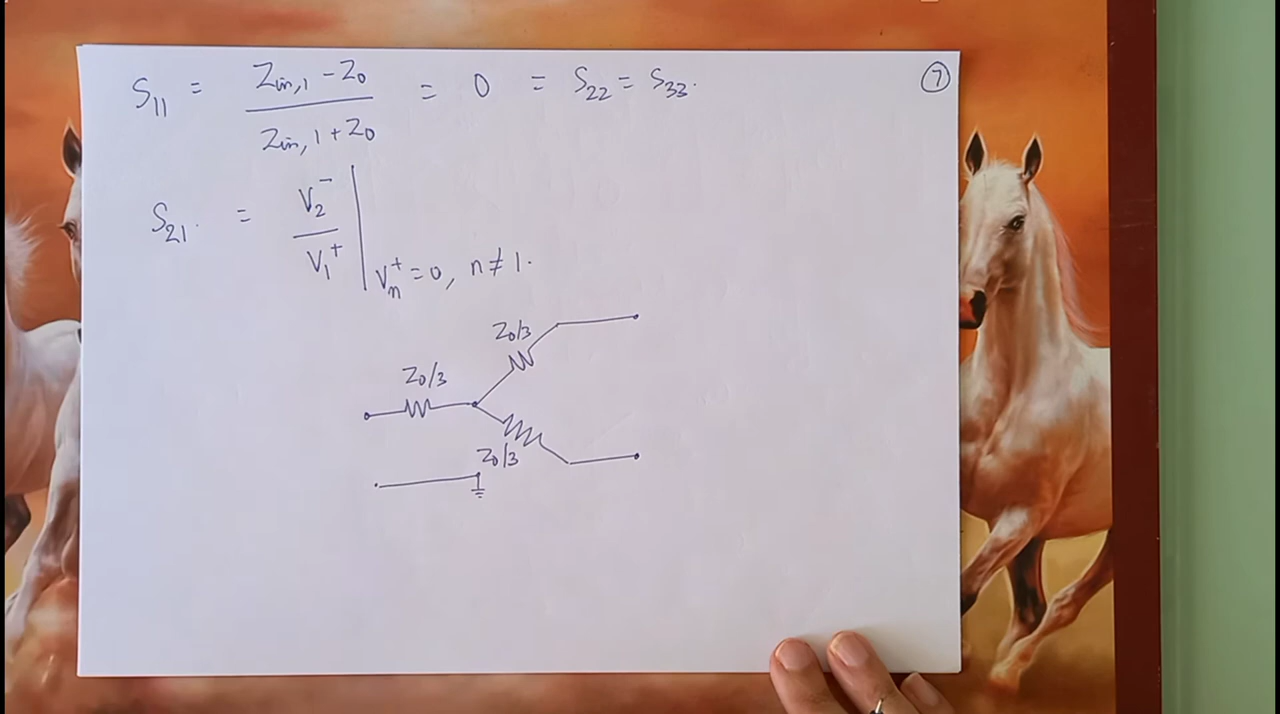 S11 = (Zin,1 - Z0)/(Zin,1 + Z0) = 0 = S22 = S33.
7
S21. = V2^-/V1^+ | Vn^+ = 0, n ≠ 1.
Z0/3
Z0/3
Z0/3